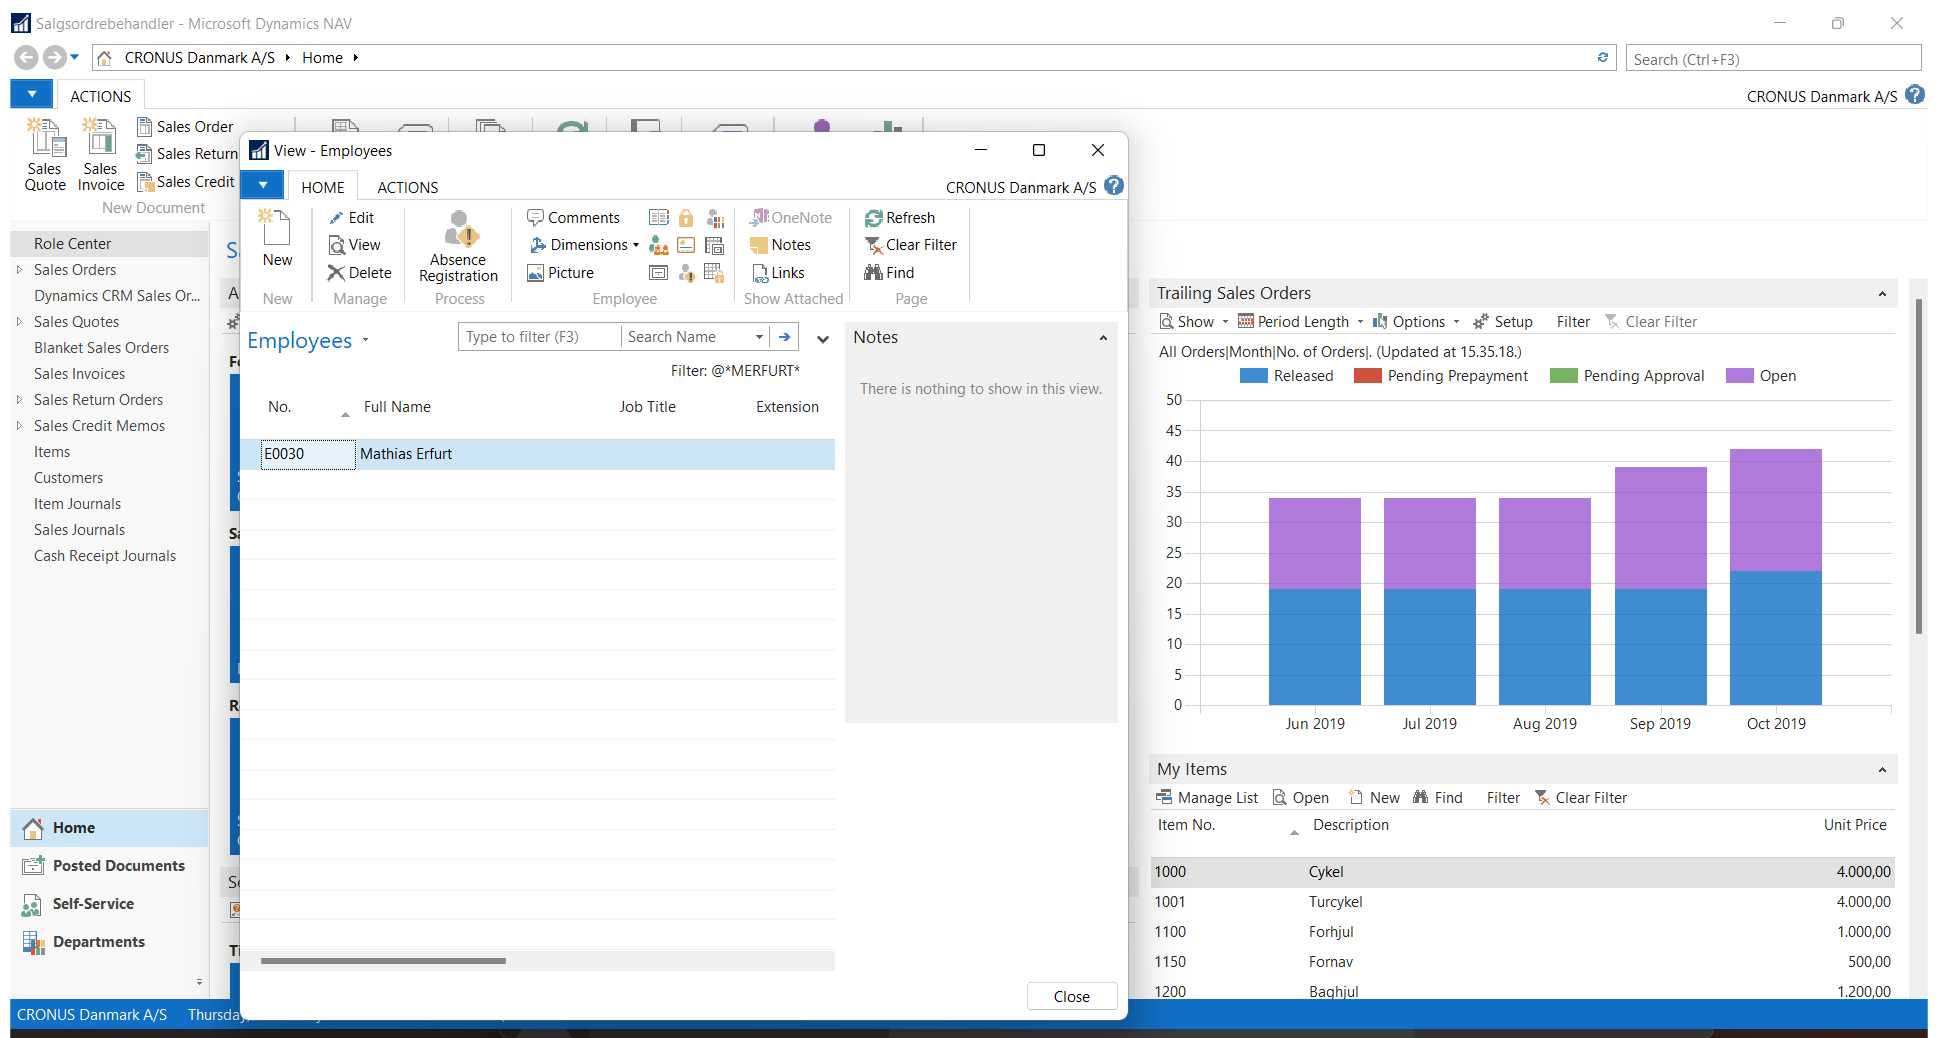 Salgsordrebehandler - Microsoft Dynamics NAV
CRONUS Danmark A/S Home
Search (Ctrl+F3)
ACTIONS
CRONUS Danmark A/S
Sales Quote
Sales Invoice
Sales Order
Sales Return
Sales Credit
New Document
Role Center
Sales Orders
Dynamics CRM Sales Or...
Sales Quotes
Blanket Sales Orders
Sales Invoices
Sales Return Orders
Sales Credit Memos
Items
Customers
Item Journals
Sales Journals
Cash Receipt Journals
Home
Posted Documents
Self-Service
Departments
View - Employees
HOME
ACTIONS
CRONUS Danmark A/S
New
New
Edit
View
Delete
Manage
Absence Registration
Process
Comments
Dimensions
Picture
Employee
OneNote
Notes
Links
Show Attached
Refresh
Clear Filter
Find
Page
Employees
Type to filter (F3)
Search Name
Filter: @*MERFURT*
No.
Full Name
Job Title
Extension
E0030
Mathias Erfurt
Notes
There is nothing to show in this view.
Close
Trailing Sales Orders
Show
Period Length
Options
Setup
Filter
Clear Filter
All Orders|Month|No. of Orders|. (Updated at 15.35.18.)
Released
Pending Prepayment
Pending Approval
Open
50
45
40
35
30
25
20
15
10
5
0
Jun 2019
Jul 2019
Aug 2019
Sep 2019
Oct 2019
My Items
Manage List
Open
New
Find
Filter
Clear Filter
Item No.
Description
Unit Price
1000 Cykel 4.000,00
1001 Turcykel 4.000,00
1100 Forhjul 1.000,00
1150 Fornav 500,00
1200 Baghjul 1.200,00
CRONUS Danmark A/S
Thursday,